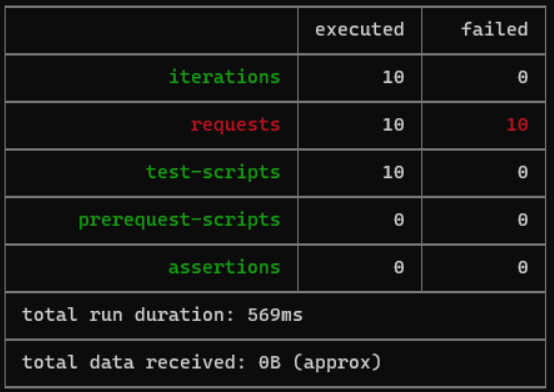 executed failed
iterations 10 0
requests 10 10
test-scripts 10 0
prerequest-scripts 0 0
assertions 0 0
total run duration: 569ms
total data received: 0B (approx)